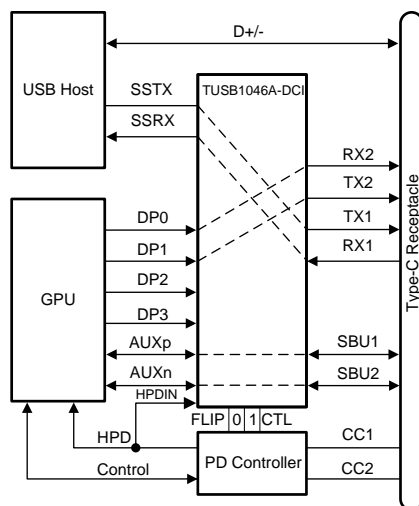 D+/-
USB Host
SSTX
SSRX
TUSB1046A-DCI
RX2
TX2
TX1
RX1
Type-C Receptacle
GPU
DP0
DP1
DP2
DP3
AUXp
AUXn
HPDIN
SBU1
SBU2
FLIP 0 1 CTL
HPD
Control
PD Controller
CC1
CC2